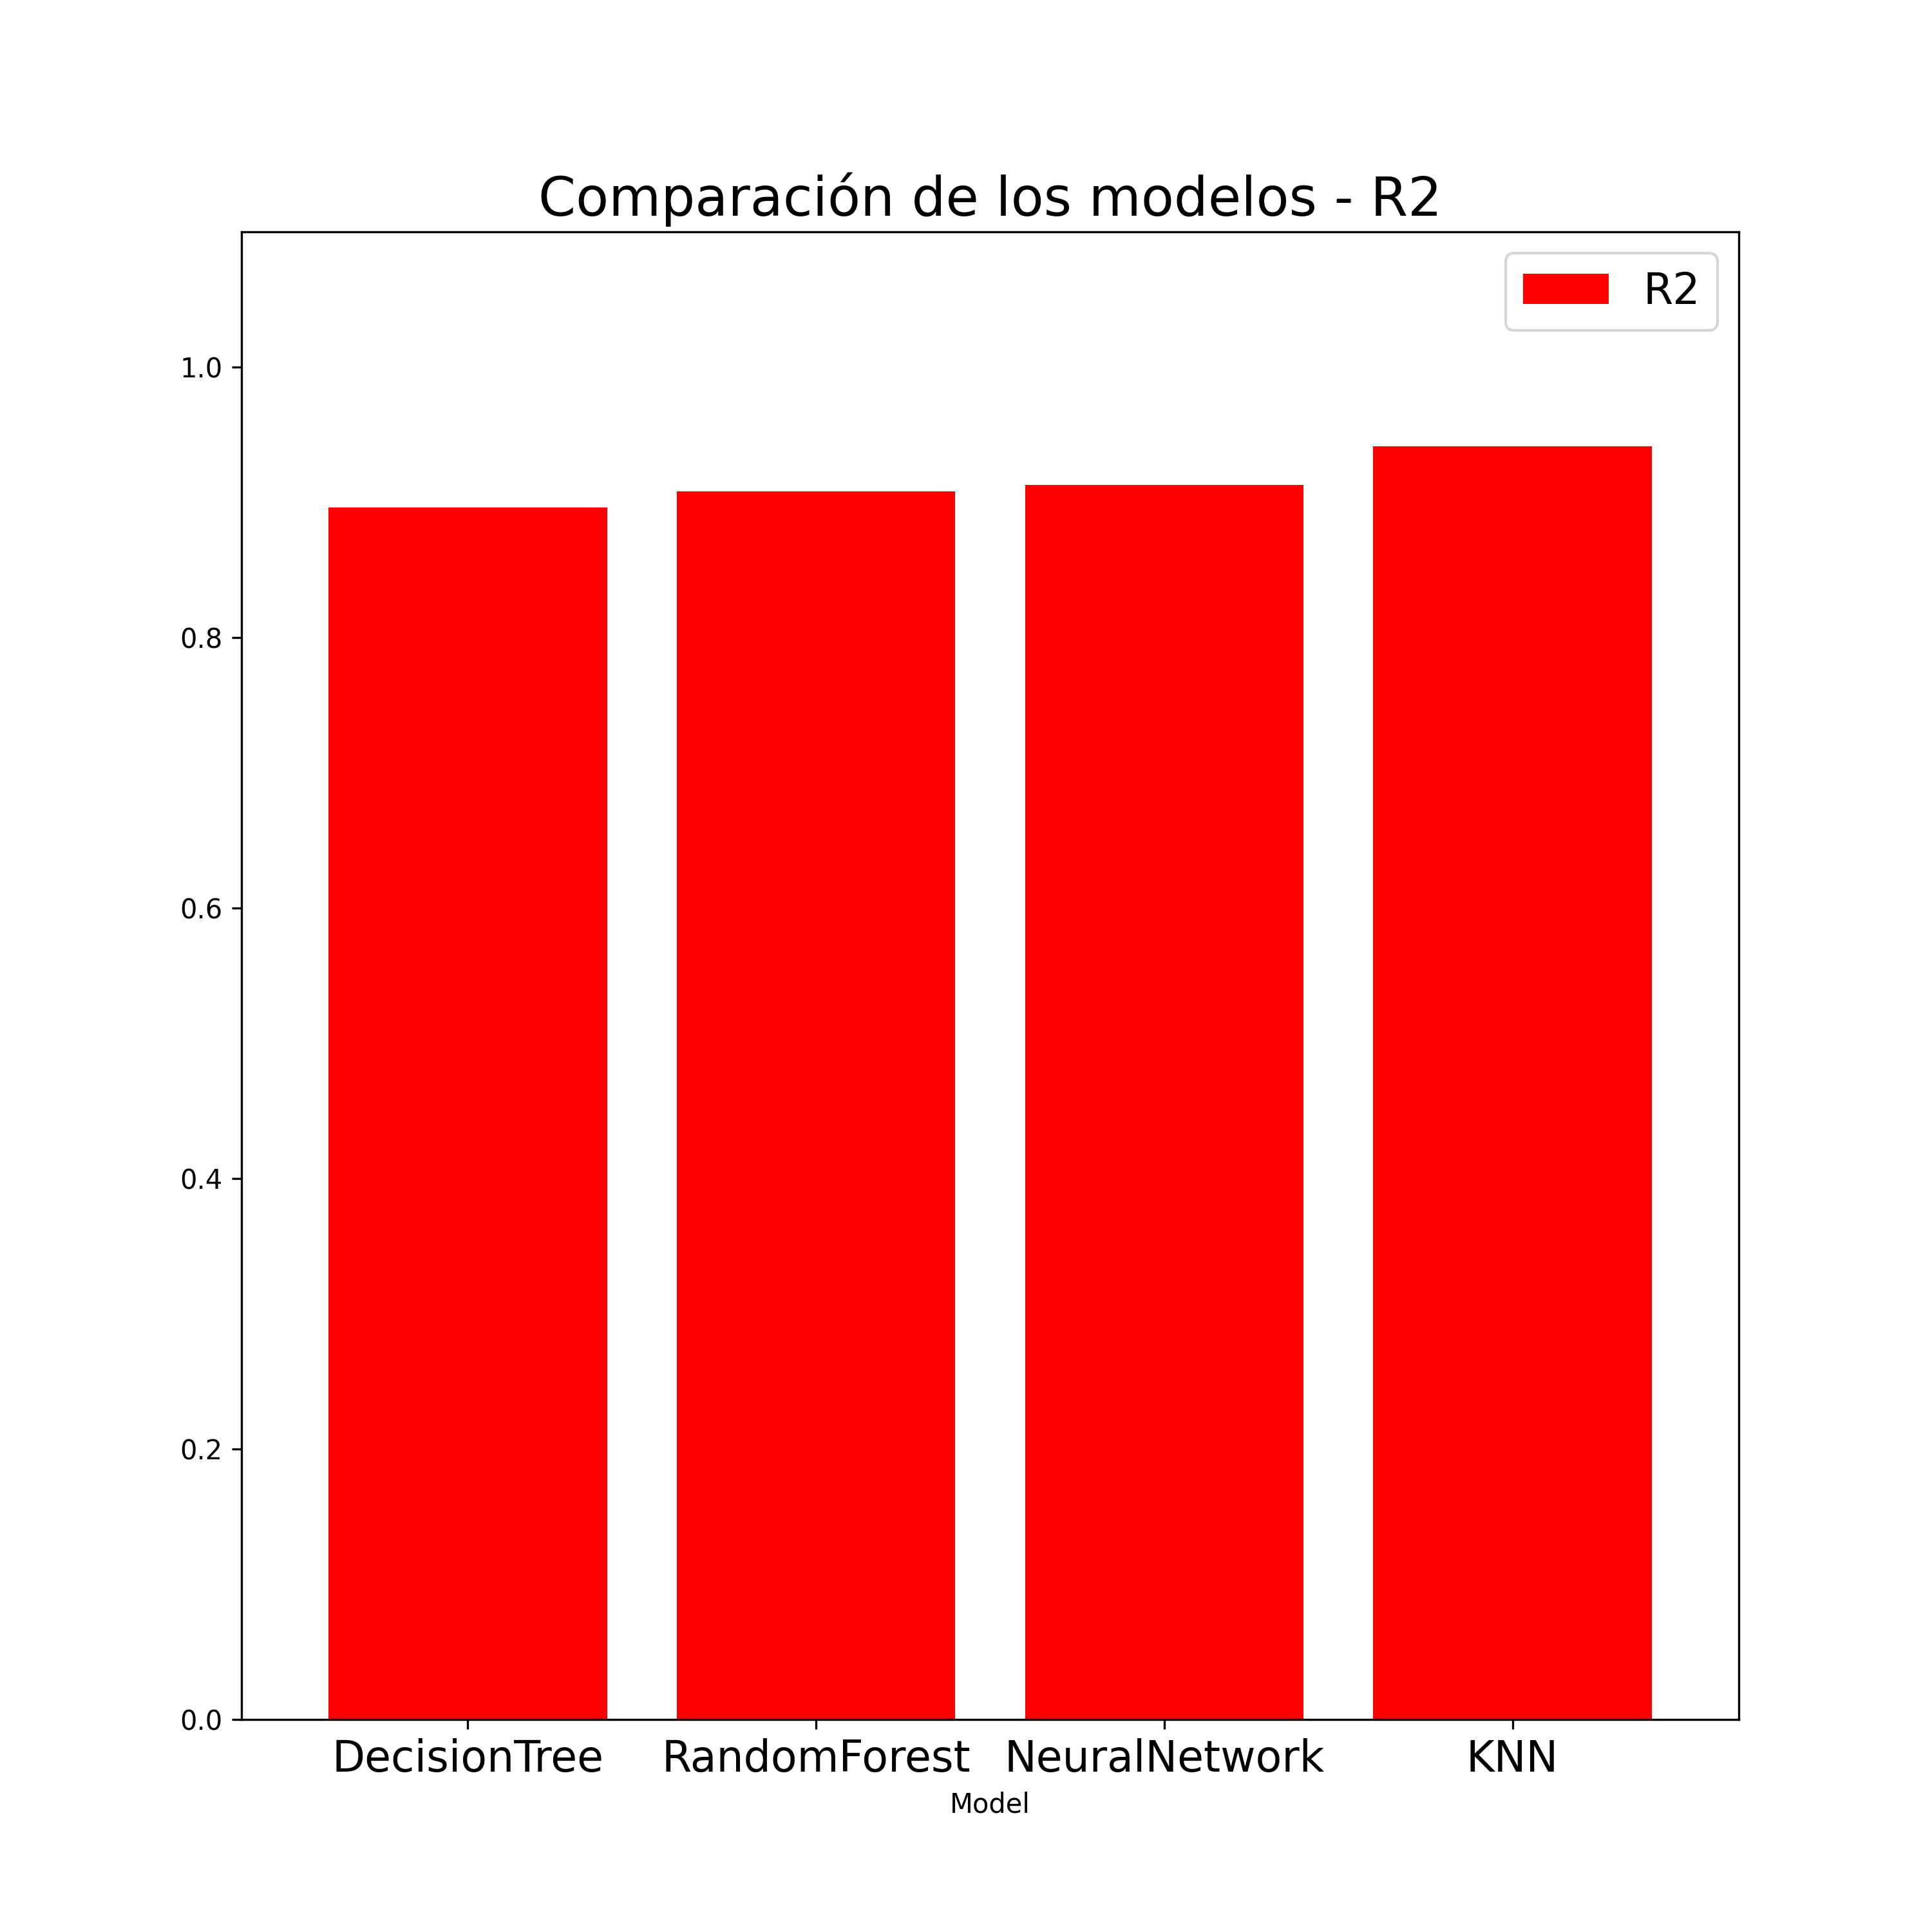 Comparación de los modelos - R2
R2
1.0
0.8
0.6
0.4
0.2
0.0
DecisionTree RandomForest NeuralNetwork KNN
Model